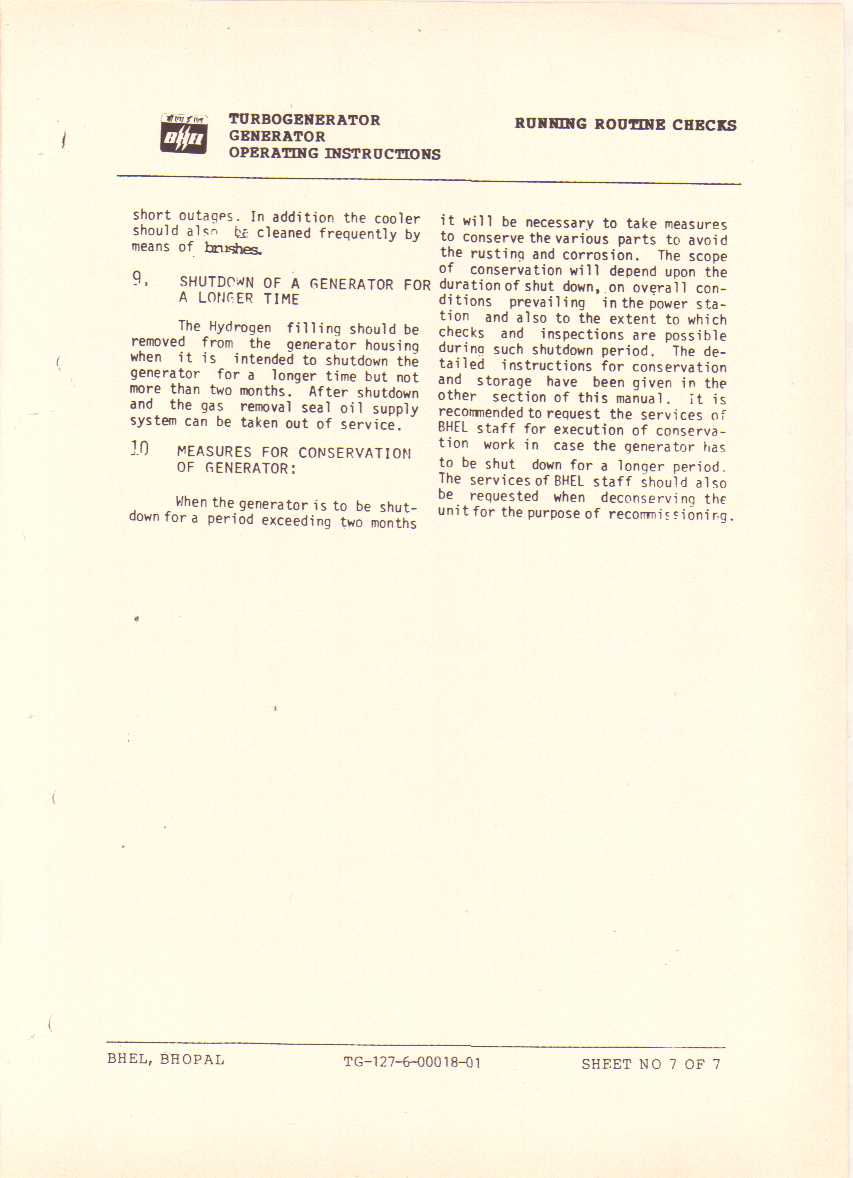 BHEL
TURBOGENERATOR
GENERATOR
OPERATING INSTRUCTIONS
RUNNING ROUTINE CHECKS
short outages. In addition the cooler
should also be cleaned frequently by
means of brushes.
9. SHUTDOWN OF A GENERATOR FOR
A LONGER TIME
The Hydrogen filling should be
removed from the generator housing
when it is intended to shutdown the
generator for a longer time but not
more than two months. After shutdown
and the gas removal seal oil supply
system can be taken out of service.
10 MEASURES FOR CONSERVATION
OF GENERATOR:
When the generator is to be shut-
down for a period exceeding two months
it will be necessary to take measures
to conserve the various parts to avoid
the rusting and corrosion. The scope
of conservation will depend upon the
duration of shut down, on overall con-
ditions prevailing in the power sta-
tion and also to the extent to which
checks and inspections are possible
during such shutdown period. The de-
tailed instructions for conservation
and storage have been given in the
other section of this manual. it is
recommended to request the services of
BHEL staff for execution of conserva-
tion work in case the generator has
to be shut down for a longer period.
The services of BHEL staff should also
be requested when deconserving the
unit for the purpose of recommissioning.
BHEL, BHOPAL
TG-127-6-00018-01
SHEET NO 7 OF 7